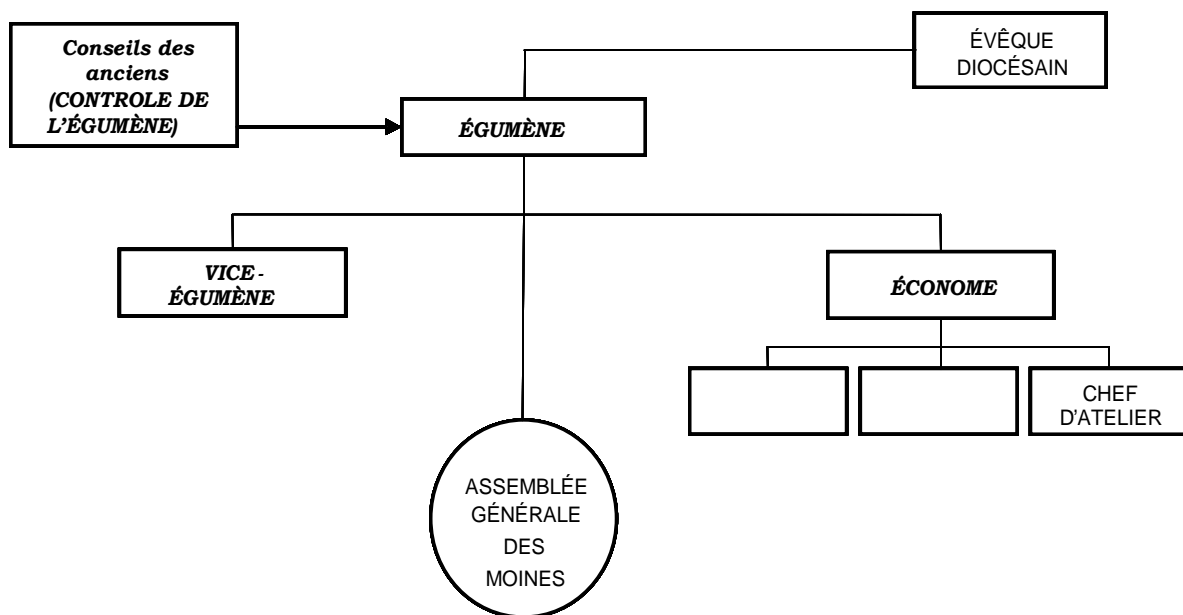 Conseils des
anciens
(CONTROLE DE
L'ÉGUMÈNE)
ÉVÊQUE
DIOCÉSAIN
ÉGUMÈNE
VICE -
ÉGUMÈNE
ÉCONOME
CHEF
D'ATELIER
ASSEMBLÉE
GÉNÉRALE
DES
MOINES